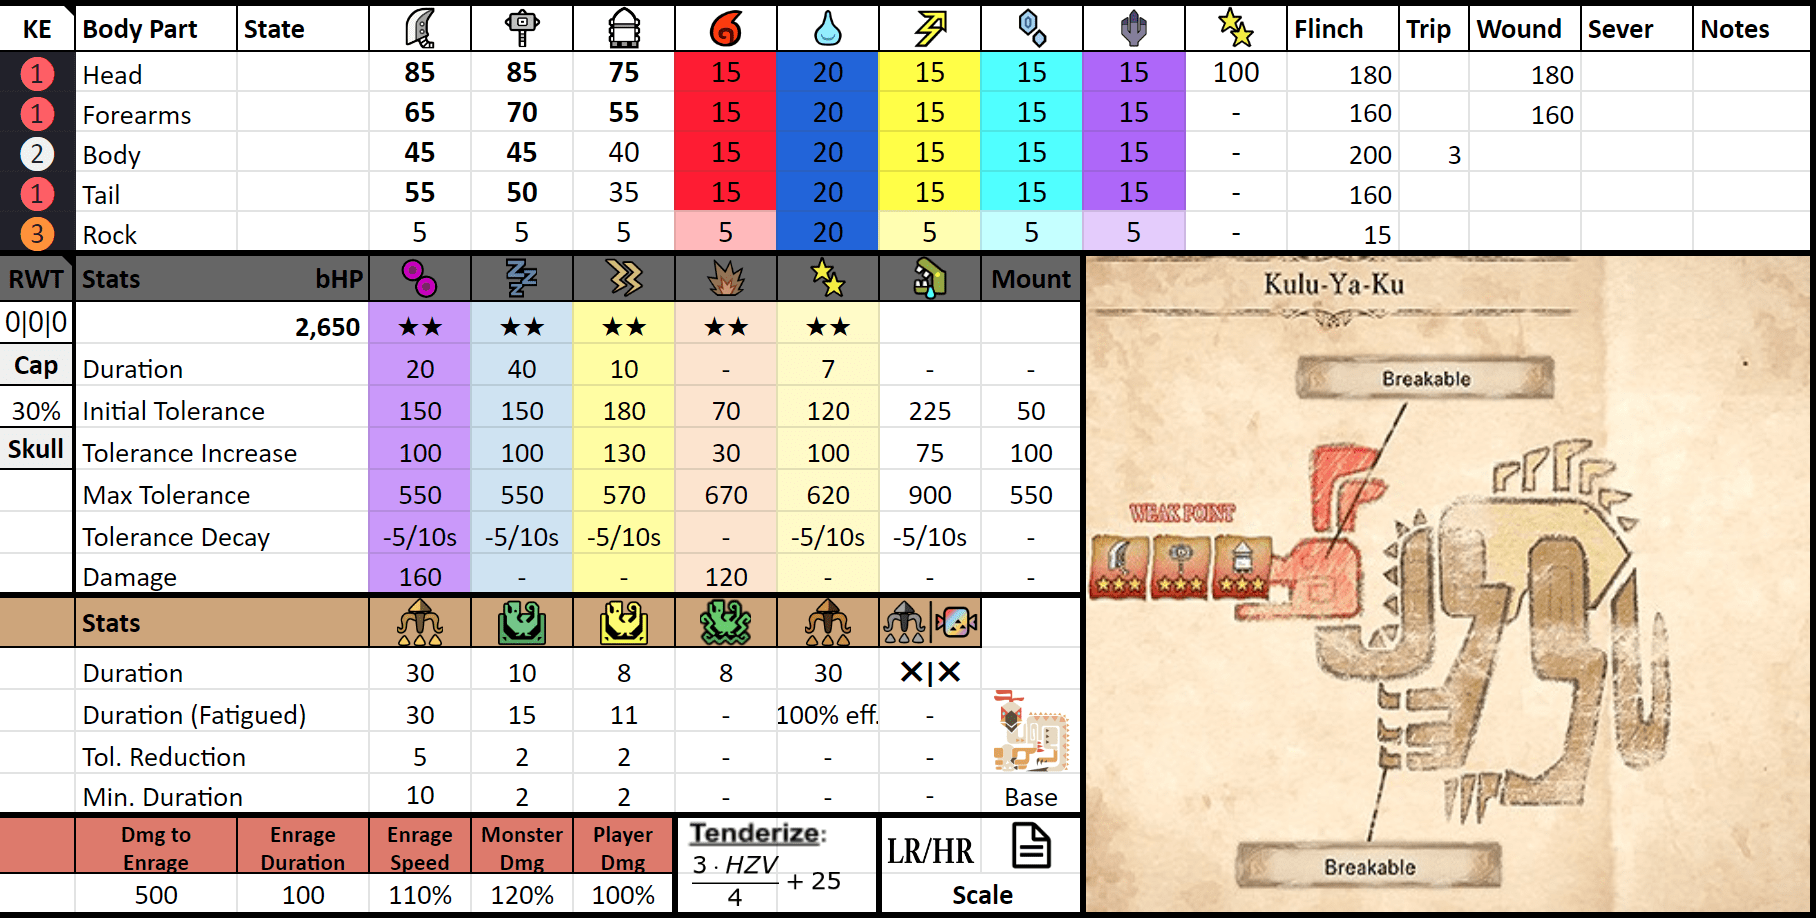 KE Body Part State Flinch Trip Wound Sever Notes
1 Head 85 85 75 15 20 15 15 15 100 180 180
1 Forearms 65 70 55 15 20 15 15 15 - 160 160
2 Body 45 45 40 15 20 15 15 15 - 200 3
1 Tail 55 50 35 15 20 15 15 15 - 160
3 Rock 5 5 5 5 20 5 5 5 - 15
RWT Stats bHP Mount
0|0|0 2,650 ★★ ★★ ★★ ★★ ★★
Cap Duration 20 40 10 - 7 - -
30% Initial Tolerance 150 150 180 70 120 225 50
Skull Tolerance Increase 100 100 130 30 100 75 100
Max Tolerance 550 550 570 670 620 900 550
Tolerance Decay -5/10s -5/10s -5/10s - -5/10s -5/10s -
Damage 160 - - 120 - - -
Stats
Duration 30 10 8 8 30 ✕|✕
Duration (Fatigued) 30 15 11 - 100% eff. -
Tol. Reduction 5 2 2 - - -
Min. Duration 10 2 2 - - - Base
Dmg to Enrage Enrage Duration Enrage Speed Monster Dmg Player Dmg
500 100 110% 120% 100%
Tenderize:
3 · HZV
4
+ 25
LR/HR
Scale
Kulu-Ya-Ku
Breakable
WEAK POINT
Breakable